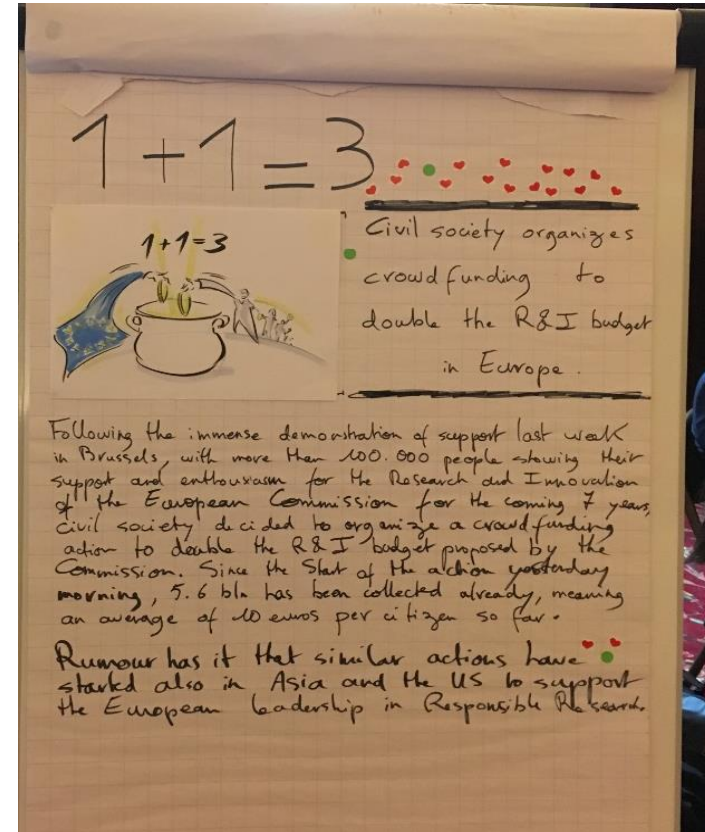 1+1=3
1+1=3
Civil society organizes
crowdfunding to
double the R&I budget
in Europe.
Following the immense demonstration of support last week
in Brussels, with more than 100.000 people showing their
support and enthousiasm for the Research and Innovation
of the European Commission for the coming 7 years,
civil society decided to organize a crowdfunding
action to double the R&I budget proposed by the
Commission. Since the Start of the action yesterday
morning, 5.6 bln has been collected already, meaning
an average of 10 euros per citizen so far.
Rumour has it that similar actions have
started also in Asia and the US to support
the European leadership in Responsible Research.